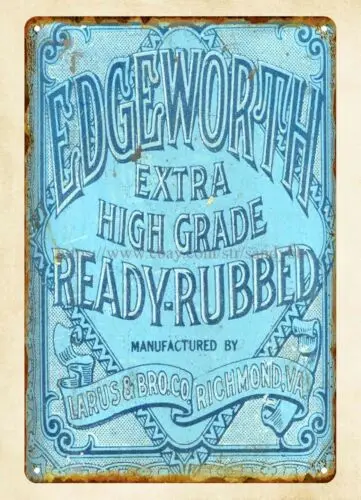 EDGEWORTH
EXTRA
HIGH GRADE
READY-RUBBED
MANUFACTURED BY
LARUS & BRO. CO. RICHMOND, VA.